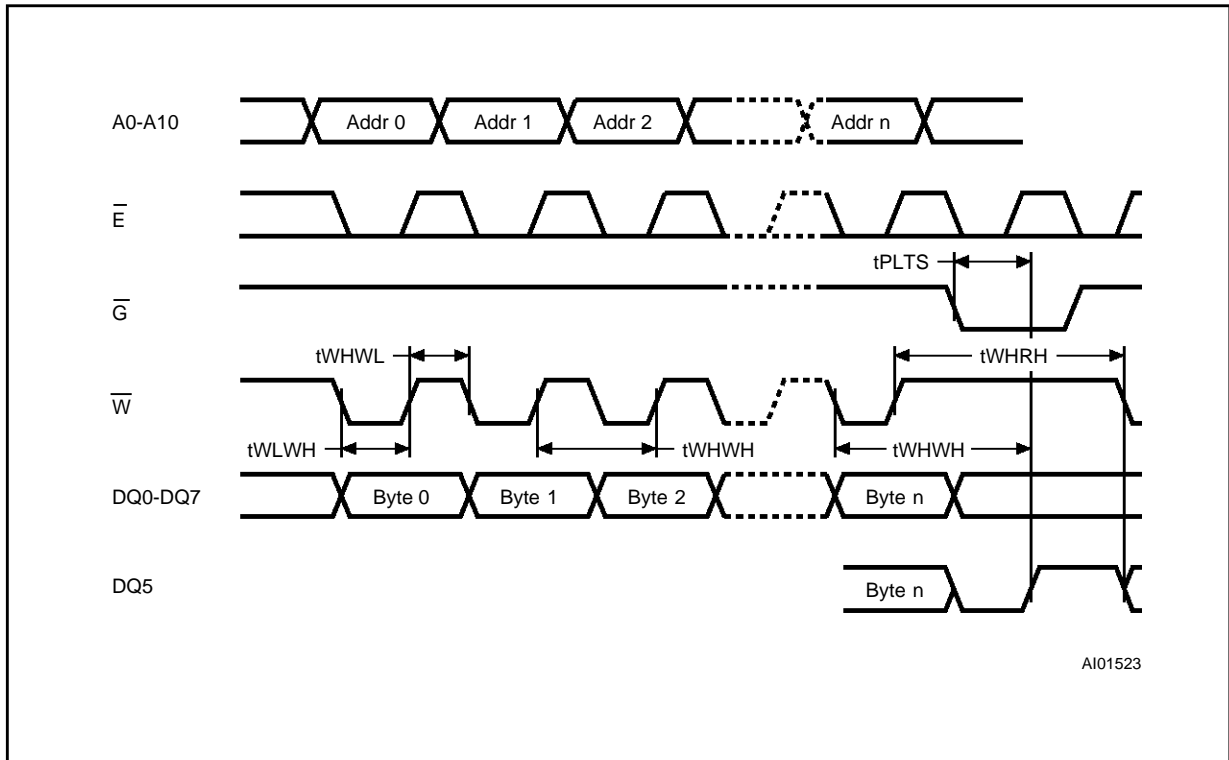 A0-A10
Addr 0
Addr 1
Addr 2
Addr n
E
tPLTS
G
tWHWL
tWHRH
W
tWLWH
tWHWH
tWHWH
DQ0-DQ7
Byte 0
Byte 1
Byte 2
Byte n
DQ5
Byte n
AI01523